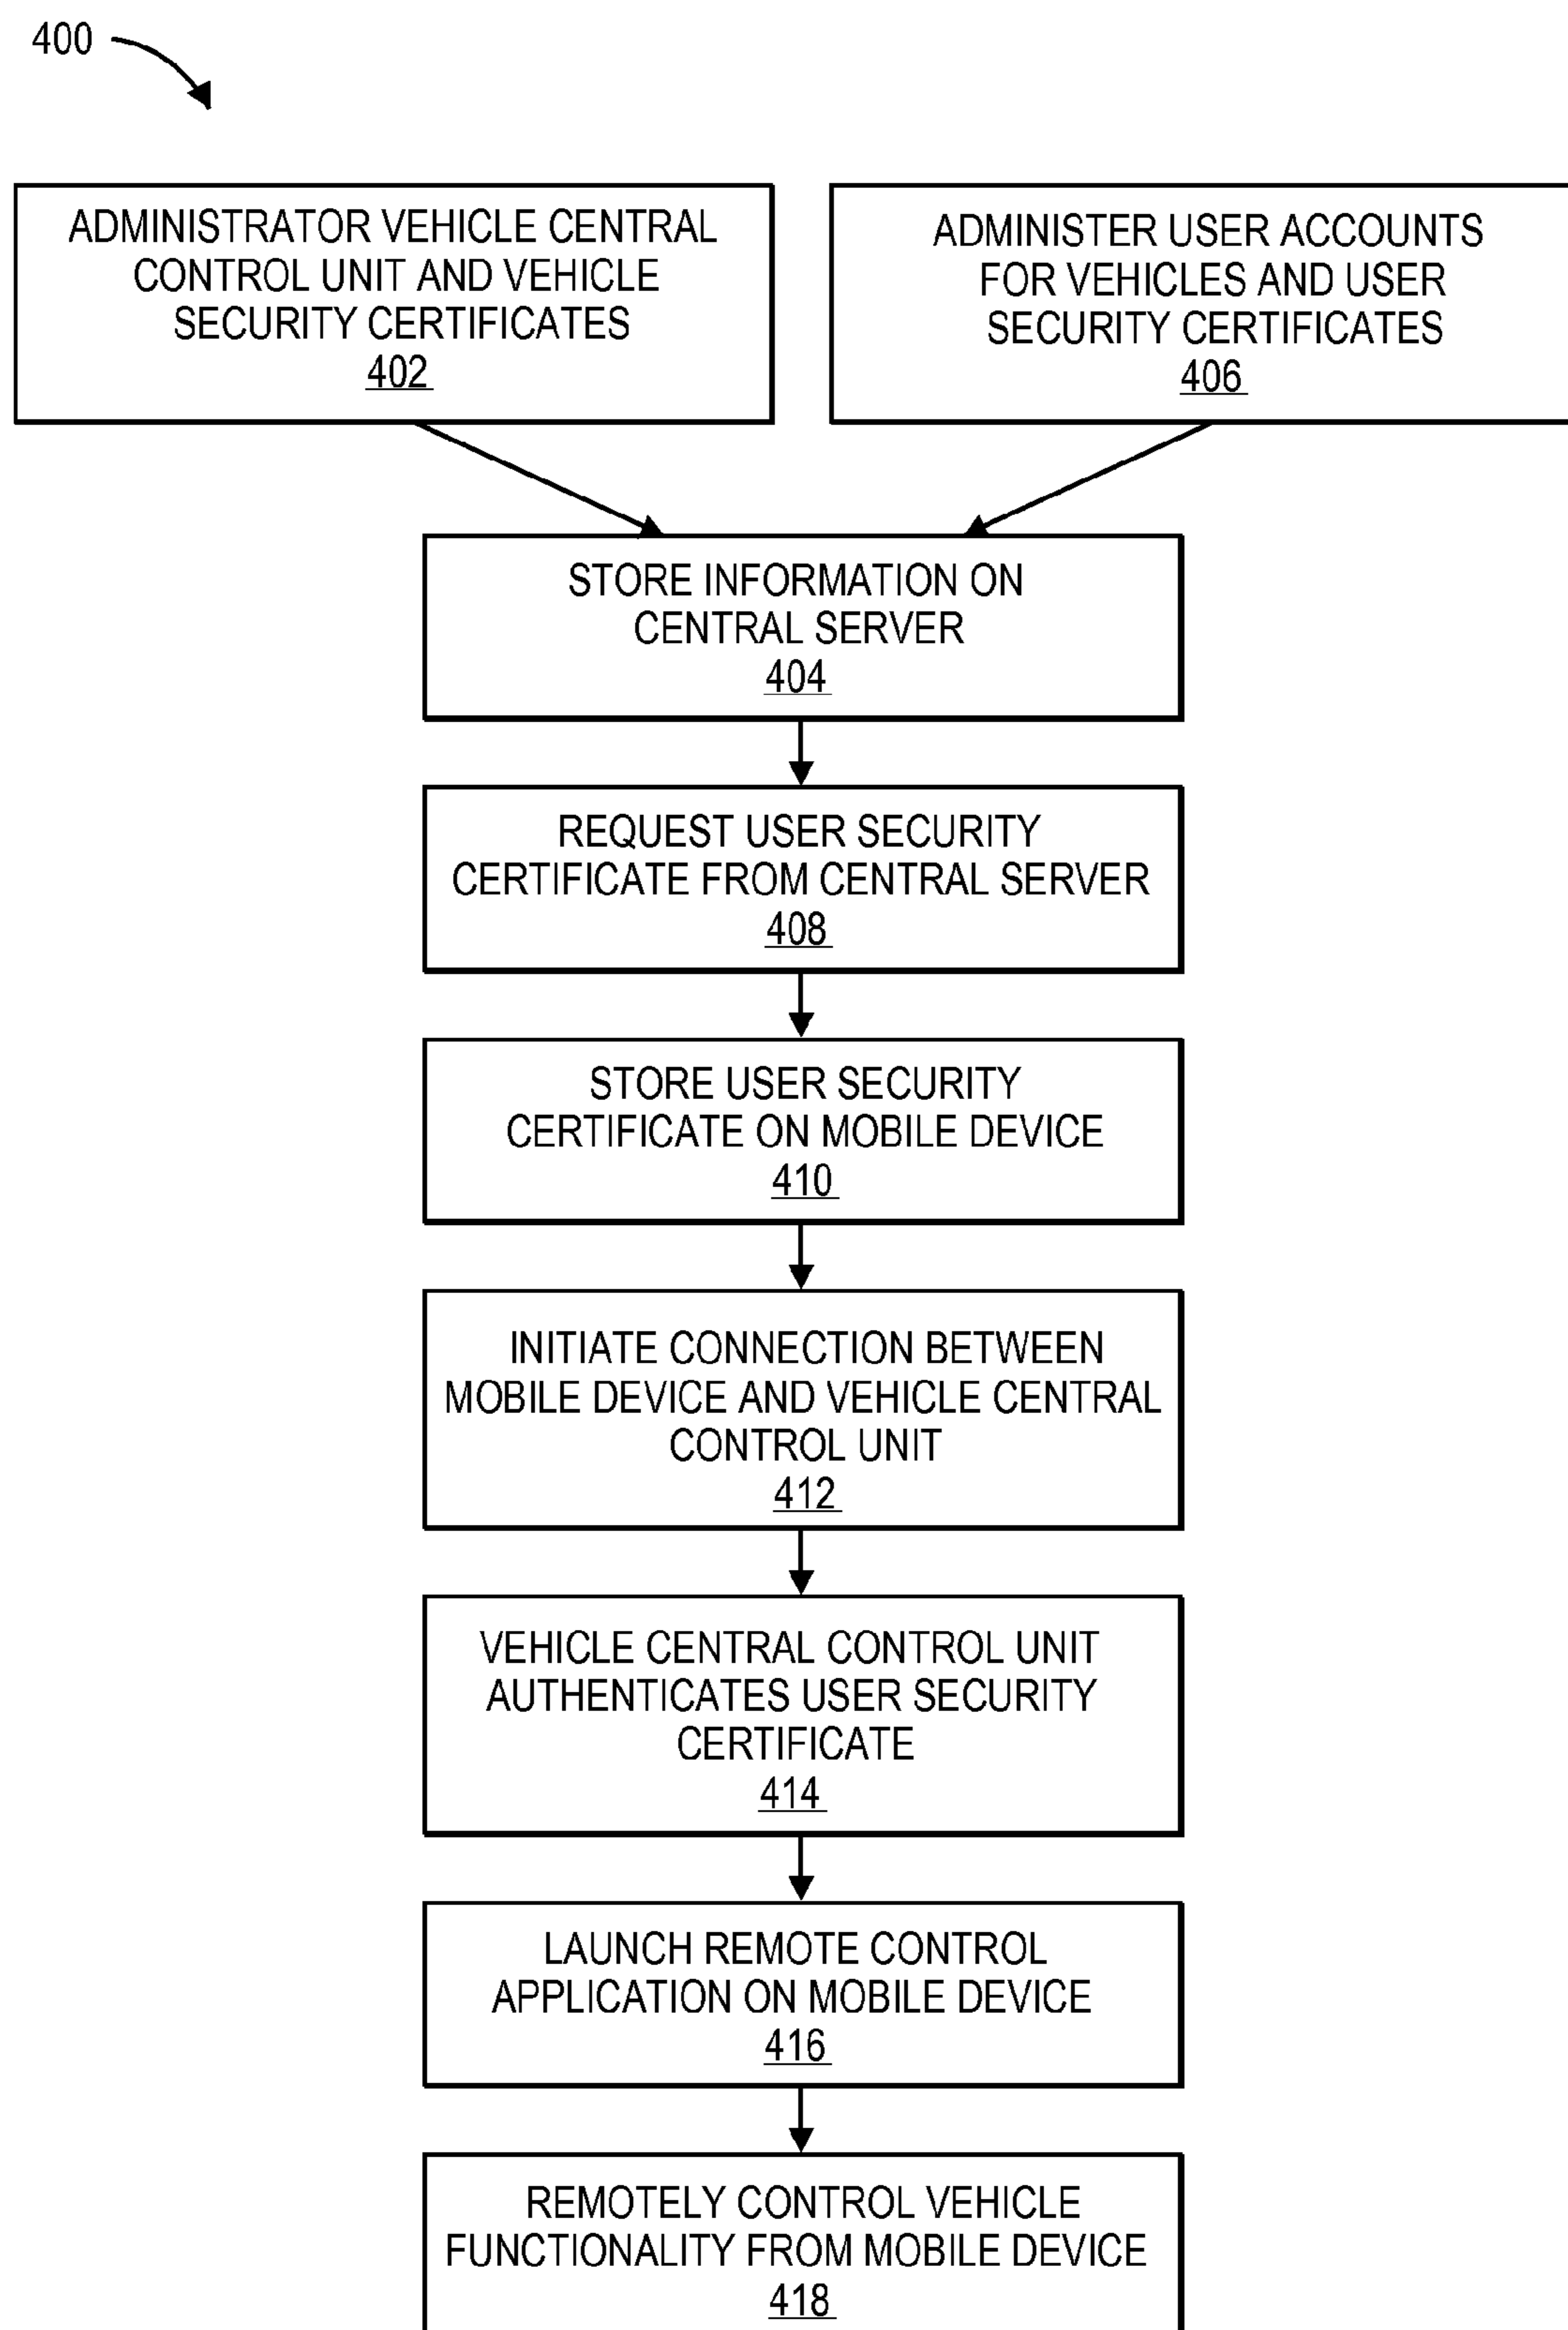 400
ADMINISTRATOR VEHICLE CENTRAL
CONTROL UNIT AND VEHICLE
SECURITY CERTIFICATES
402
ADMINISTER USER ACCOUNTS
FOR VEHICLES AND USER
SECURITY CERTIFICATES
406
STORE INFORMATION ON
CENTRAL SERVER
404
REQUEST USER SECURITY
CERTIFICATE FROM CENTRAL SERVER
408
STORE USER SECURITY
CERTIFICATE ON MOBILE DEVICE
410
INITIATE CONNECTION BETWEEN
MOBILE DEVICE AND VEHICLE CENTRAL
CONTROL UNIT
412
VEHICLE CENTRAL CONTROL UNIT
AUTHENTICATES USER SECURITY
CERTIFICATE
414
LAUNCH REMOTE CONTROL
APPLICATION ON MOBILE DEVICE
416
REMOTELY CONTROL VEHICLE
FUNCTIONALITY FROM MOBILE DEVICE
418